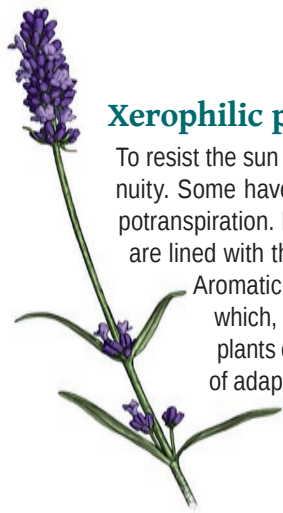 Xerophilic p
To resist the sun
nuity. Some have
potranspiration.
are lined with th
Aromatic
which,
plants
of adap